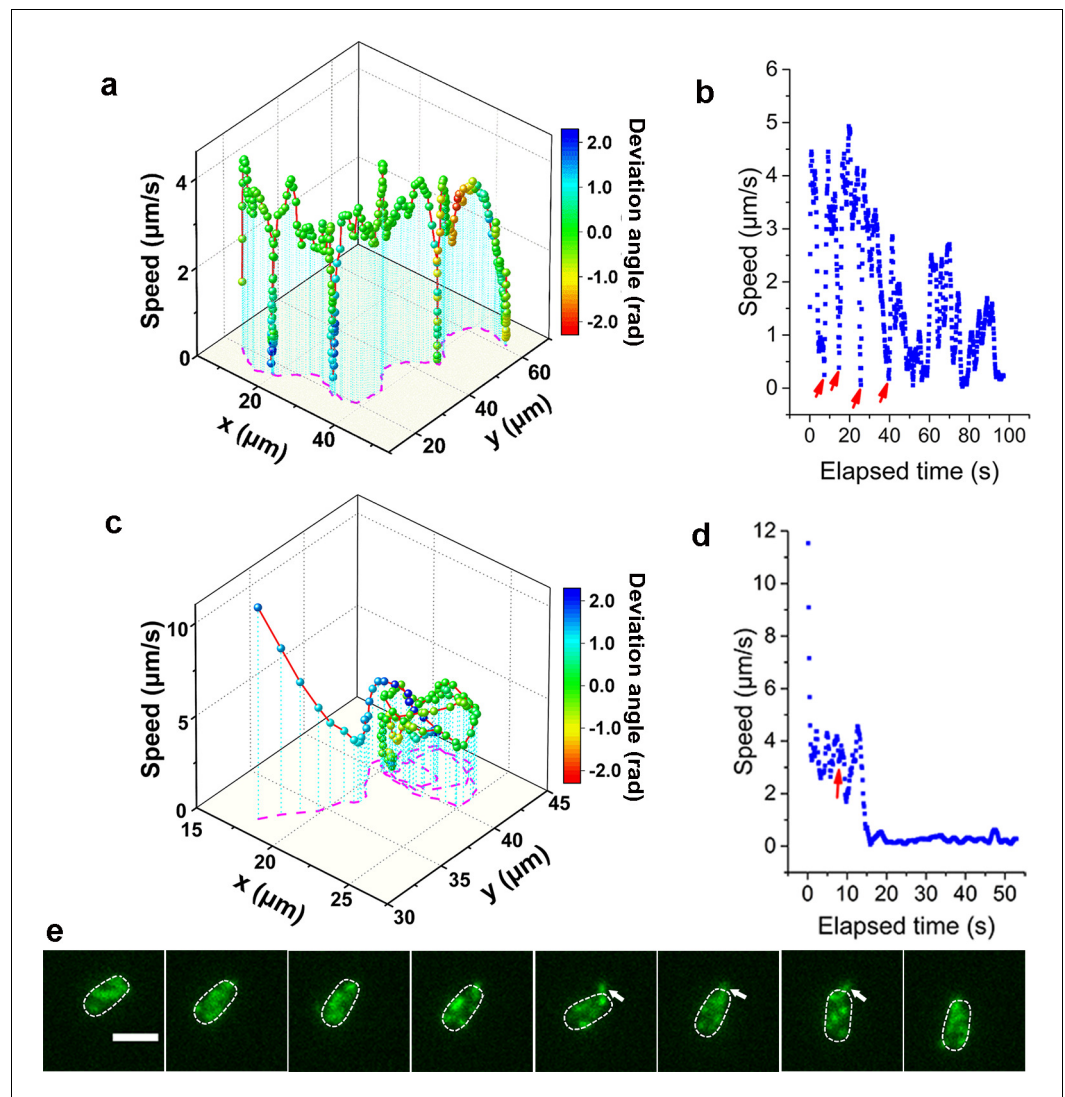 a
Speed (µm/s)
4
2
0
20
40
x (µm)
20
40
60
y (µm)
2.0
1.0
0.0
-1.0
-2.0
Deviation angle (rad)
b
Speed (µm/s)
6
5
4
3
2
1
0
0 20 40 60 80 100
Elapsed time (s)
c
Speed (µm/s)
10
5
0
15
20
25
30
x (µm)
35
40
45
y (µm)
2.0
1.0
0.0
-1.0
-2.0
Deviation angle (rad)
d
Speed (µm/s)
12
10
8
6
4
2
0
0 10 20 30 40 50
Elapsed time (s)
e